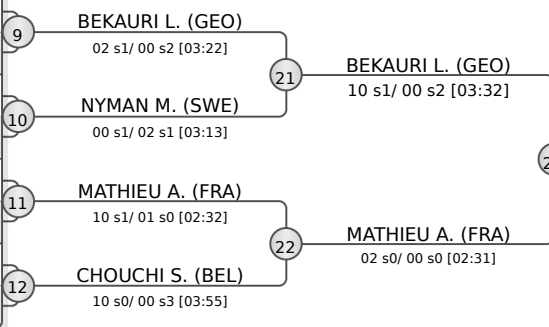 9
BEKAURI L. (GEO)
02 s1/ 00 s2 [03:22]
21
BEKAURI L. (GEO)
10 s1/ 00 s2 [03:32]
10
NYMAN M. (SWE)
00 s1/ 02 s1 [03:13]
11
MATHIEU A. (FRA)
10 s1/ 01 s0 [02:32]
22
MATHIEU A. (FRA)
02 s0/ 00 s0 [02:31]
12
CHOUCHI S. (BEL)
10 s0/ 00 s3 [03:55]